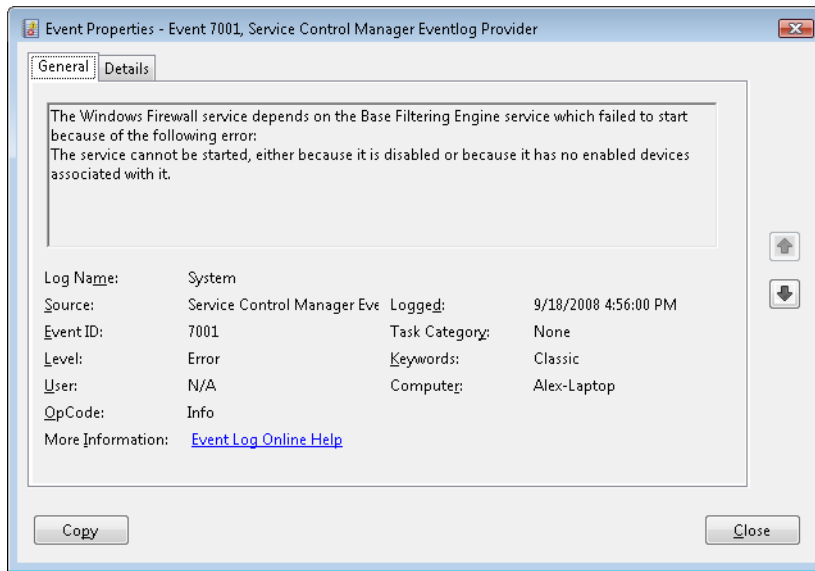 Event Properties - Event 7001, Service Control Manager Eventlog Provider
General Details
The Windows Firewall service depends on the Base Filtering Engine service which failed to start
because of the following error:
The service cannot be started, either because it is disabled or because it has no enabled devices
associated with it.
Log Name: System
Source: Service Control Manager Eve Logged: 9/18/2008 4:56:00 PM
Event ID: 7001 Task Category: None
Level: Error Keywords: Classic
User: N/A Computer: Alex-Laptop
OpCode: Info
More Information: Event Log Online Help
Copy Close